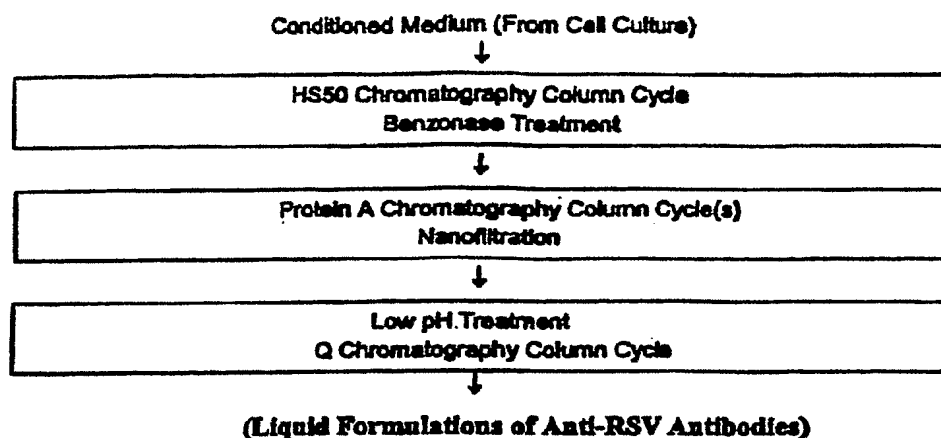 Conditioned Medium (From Cell Culture)
HS50 Chromatography Column Cycle
Benzonase Treatment
Protein A Chromatography Column Cycle(s)
Nanofiltration
Low pH.Treatment
Q Chromatography Column Cycle
(Liquid Formulations of Anti-RSV Antibodies)